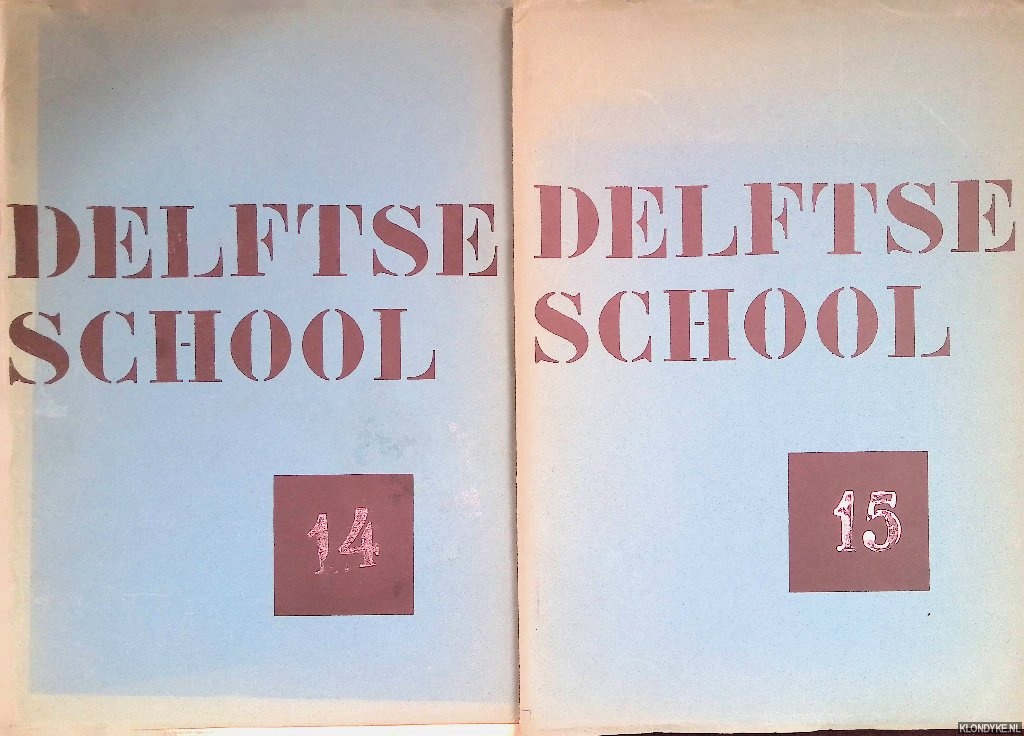 DELFTSE
SCHOOL
14
DELFTSE
SCHOOL
15
KLONDYKE.NL